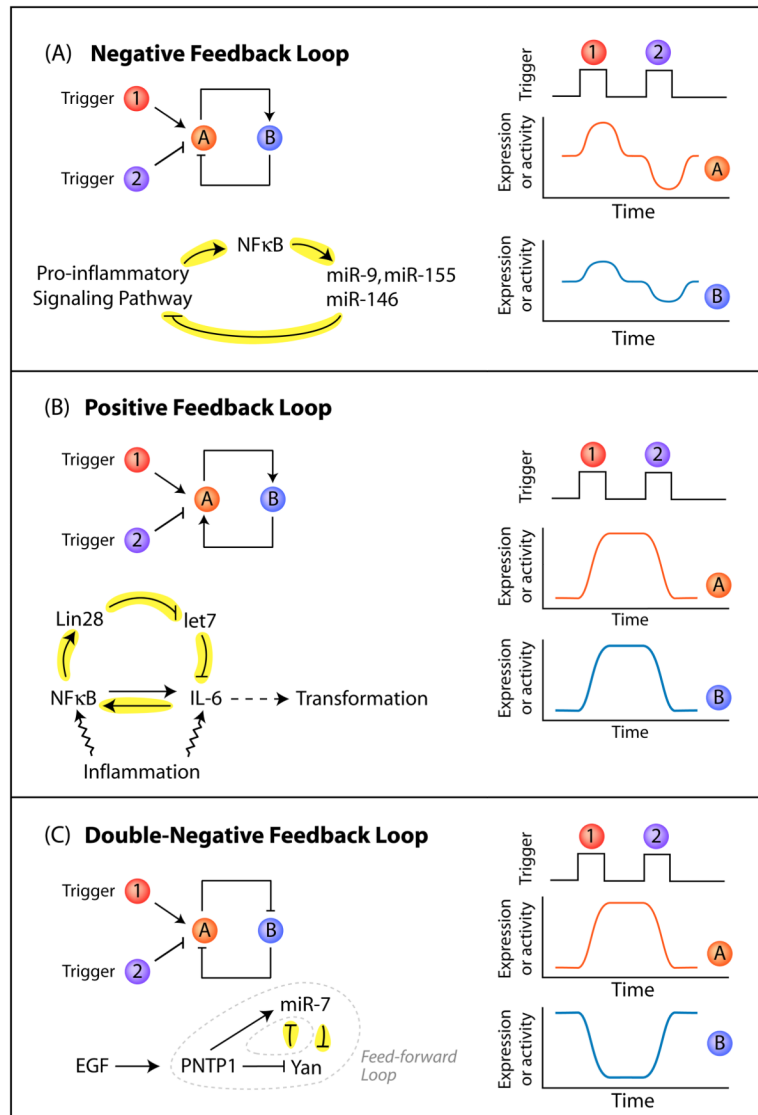 (A) Negative Feedback Loop
Trigger 1
A
B
Trigger 2
NFκB
Pro-inflammatory
Signaling Pathway
miR-9, miR-155
miR-146
1
2
Trigger
Expression
or activity
A
Time
Expression
or activity
B
Time
(B) Positive Feedback Loop
Trigger 1
A
B
Trigger 2
Lin28
let7
NFκB
IL-6
Transformation
Inflammation
1
2
Trigger
Expression
or activity
A
Time
Expression
or activity
B
Time
(C) Double-Negative Feedback Loop
Trigger 1
A
B
Trigger 2
miR-7
EGF
PNTP1
Yan
Feed-forward
Loop
1
2
Trigger
Expression
or activity
A
Time
Expression
or activity
B
Time